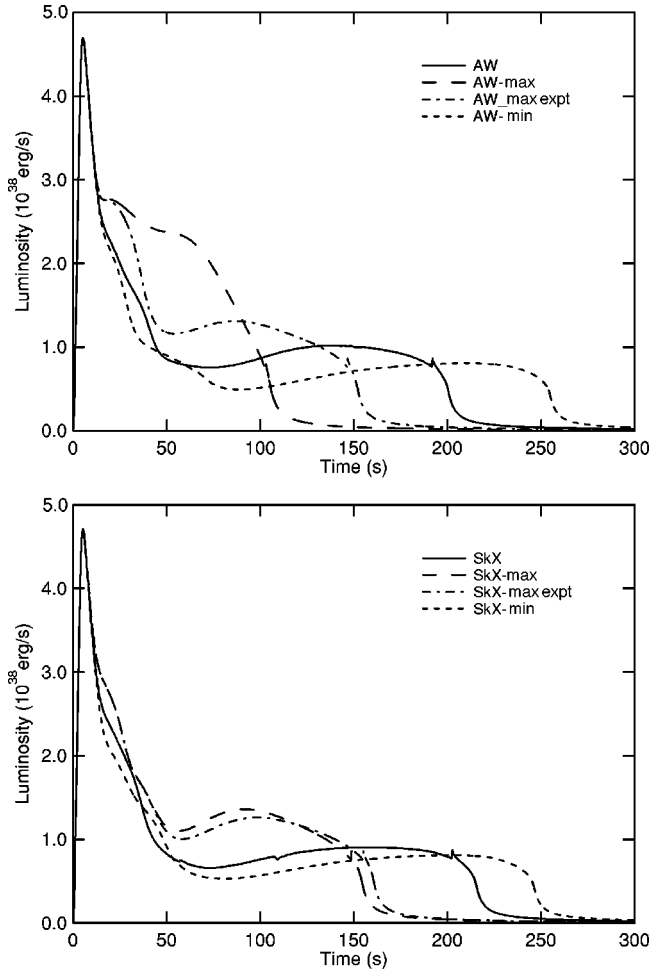 5.0
4.0
3.0
2.0
1.0
0.0
Luminosity (10^38 erg/s)
AW
AW-max
AW_max expt
AW- min
0 50 100 150 200 250 300
Time (s)
5.0
4.0
3.0
2.0
1.0
0.0
Luminosity (10^38 erg/s)
SkX
SkX-max
SkX-max expt
SkX-min
0 50 100 150 200 250 300
Time (s)